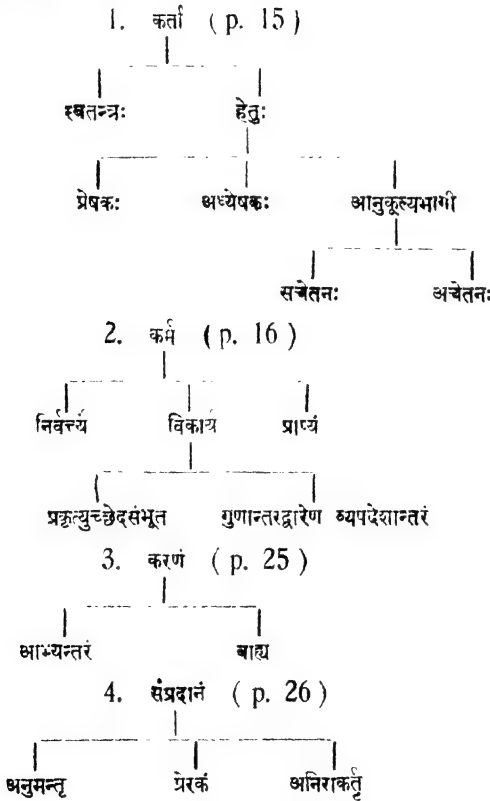 1. कर्ता (p. 15)
स्वतन्त्रः हेतुः
प्रेषकः अध्येषकः आनुकूल्यभागी
सचेतनः अचेतनः
2. कर्म (p. 16)
निर्वर्त्यं विकार्यं प्राप्यं
प्रकृत्युच्छेदसंभूत गुणान्तरद्वारेण व्यपदेशान्तरं
3. करणं (p. 25)
आभ्यन्तरं बाह्य
4. संप्रदानं (p. 26)
अनुमन्तृ प्रेरकं अनिराकर्तृ